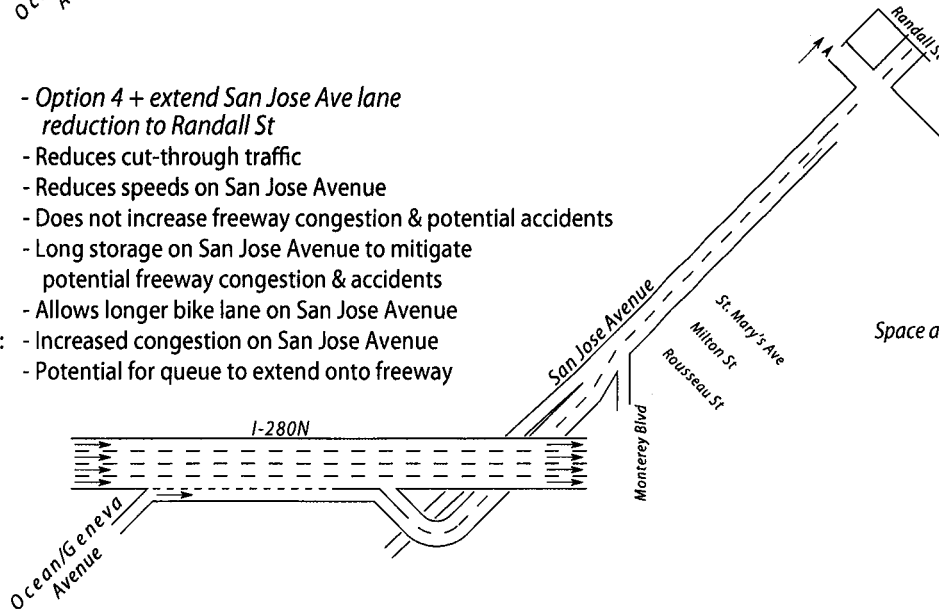 Oc
A
Randall St
- Option 4 + extend San Jose Ave lane
reduction to Randall St
- Reduces cut-through traffic
- Reduces speeds on San Jose Avenue
- Does not increase freeway congestion & potential accidents
- Long storage on San Jose Avenue to mitigate
potential freeway congestion & accidents
- Allows longer bike lane on San Jose Avenue
: - Increased congestion on San Jose Avenue
- Potential for queue to extend onto freeway
San Jose Avenue
St. Mary's Ave
Milton St
Rousseau St
Space a
Monterey Blvd
I-280N
Ocean/Geneva
Avenue